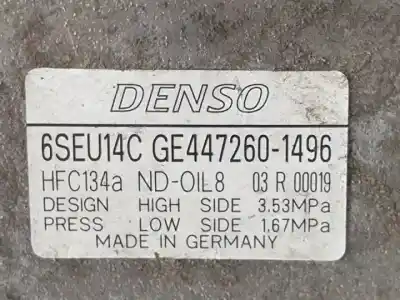 DENSO
6SEU14C GE447260-1496
HFC134a ND-OIL8 03 R 00019
DESIGN HIGH SIDE 3.53MPa
PRESS LOW SIDE 1.67MPa
MADE IN GERMANY